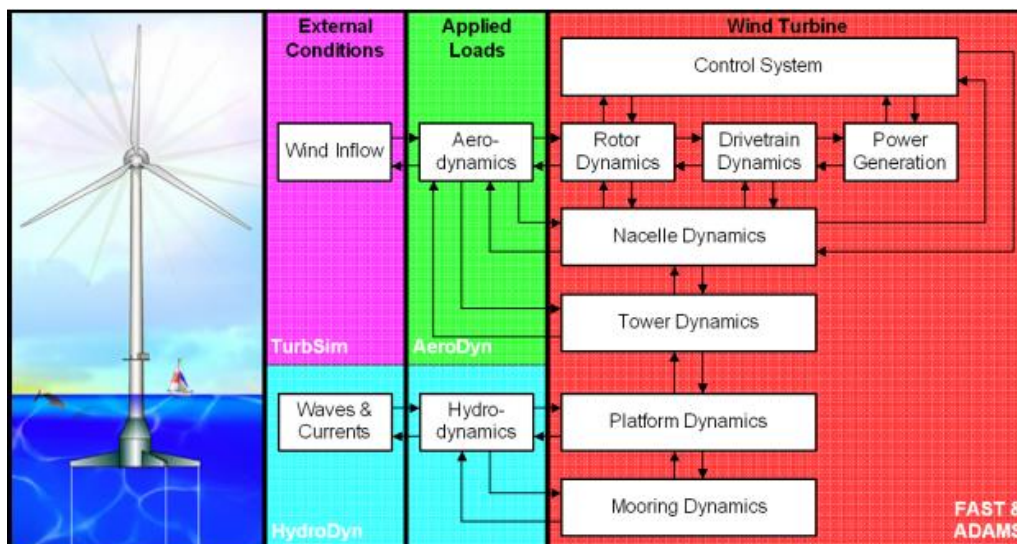 External
Conditions
Applied
Loads
Wind Turbine
Control System
Wind Inflow
Aero-
dynamics
Rotor
Dynamics
Drivetrain
Dynamics
Power
Generation
Nacelle Dynamics
Tower Dynamics
TurbSim
AeroDyn
Waves &
Currents
Hydro-
dynamics
Platform Dynamics
Mooring Dynamics
HydroDyn
FAST &
ADAMS